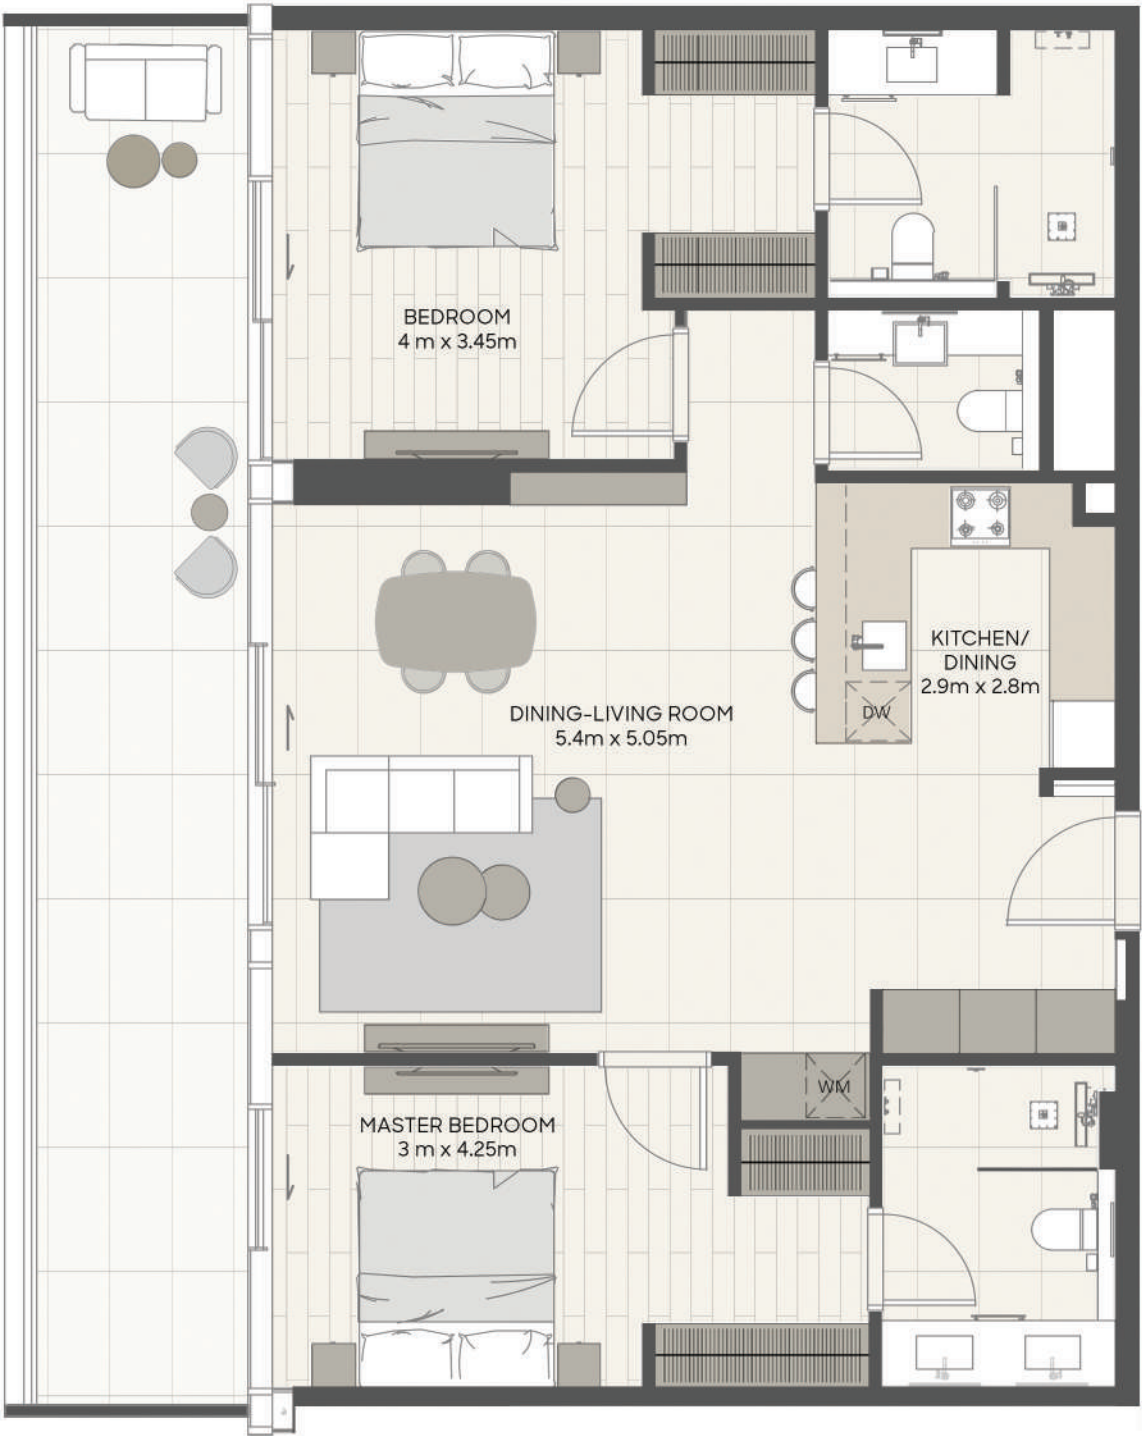 BEDROOM
4 m x 3.45m
KITCHEN/
DINING
2.9m x 2.8m
DW
DINING-LIVING ROOM
5.4m x 5.05m
WM
MASTER BEDROOM
3 m x 4.25m